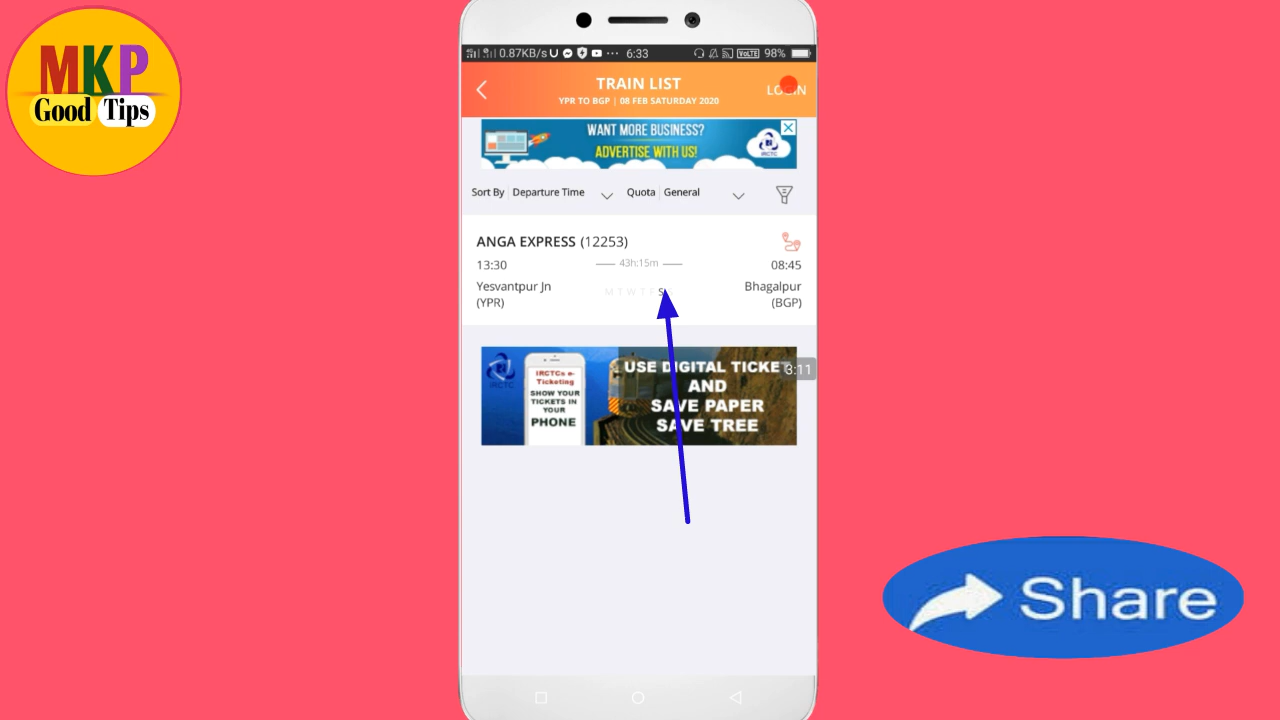 MKP
Good Tips
0.87KB/s 6:33 VoLTE 98%
TRAIN LIST
LOGIN
YPR TO BGP | 08 FEB SATURDAY 2020
WANT MORE BUSINESS?
ADVERTISE WITH US!
IRCTC
Sort By Departure Time Quota General
ANGA EXPRESS (12253)
13:30 43h:15m 08:45
Yesvantpur Jn M T W T F S Bhagalpur
(YPR) (BGP)
IRCTC
IRCTCs e-
Ticketing
SHOW YOUR
TICKETS IN
YOUR
PHONE
USE DIGITAL TICKET
AND
SAVE PAPER
SAVE TREE
3:11
Share